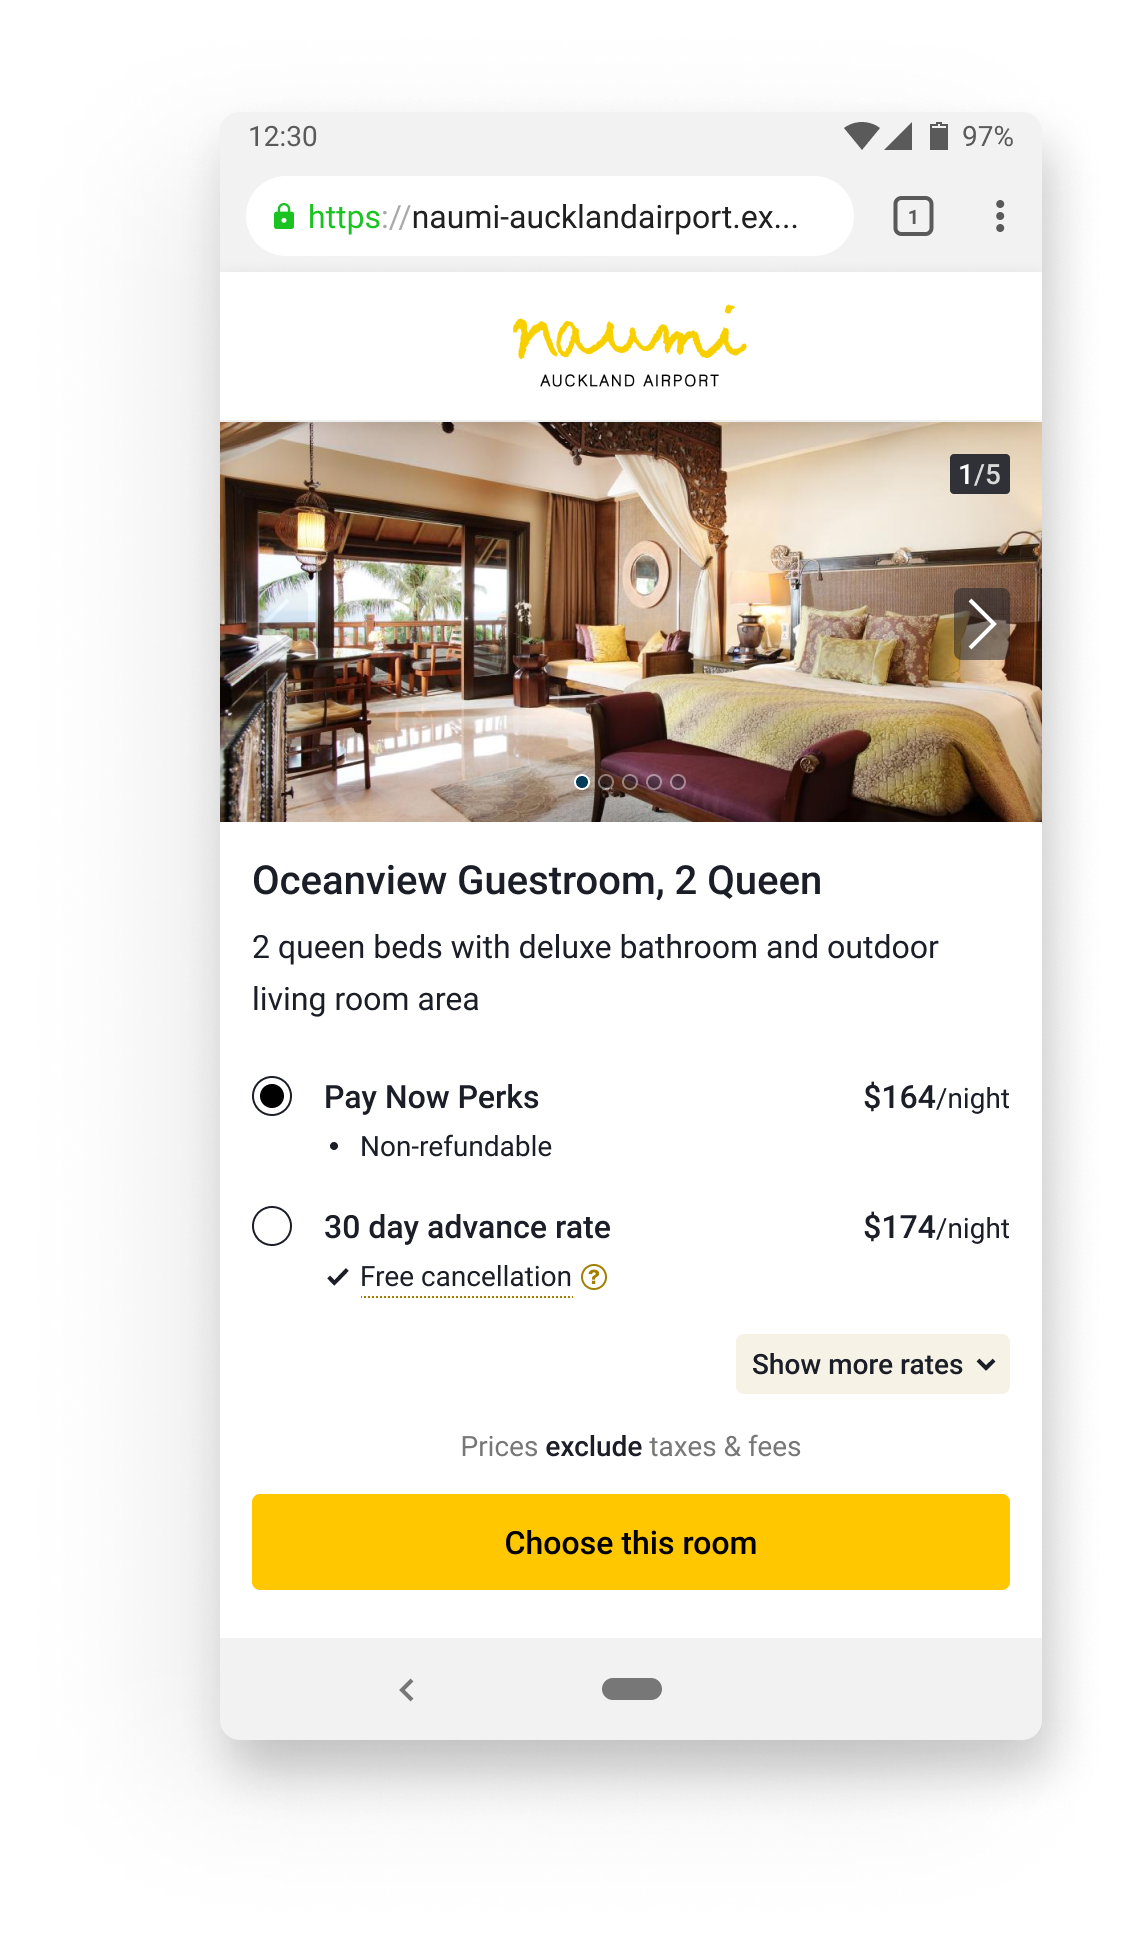 12:30 97%
https://naumi-aucklandairport.ex... 1
naumi
AUCKLAND AIRPORT
1/5
Oceanview Guestroom, 2 Queen
2 queen beds with deluxe bathroom and outdoor
living room area
Pay Now Perks $164/night
• Non-refundable
30 day advance rate $174/night
✓ Free cancellation ?
Show more rates
Prices exclude taxes & fees
Choose this room